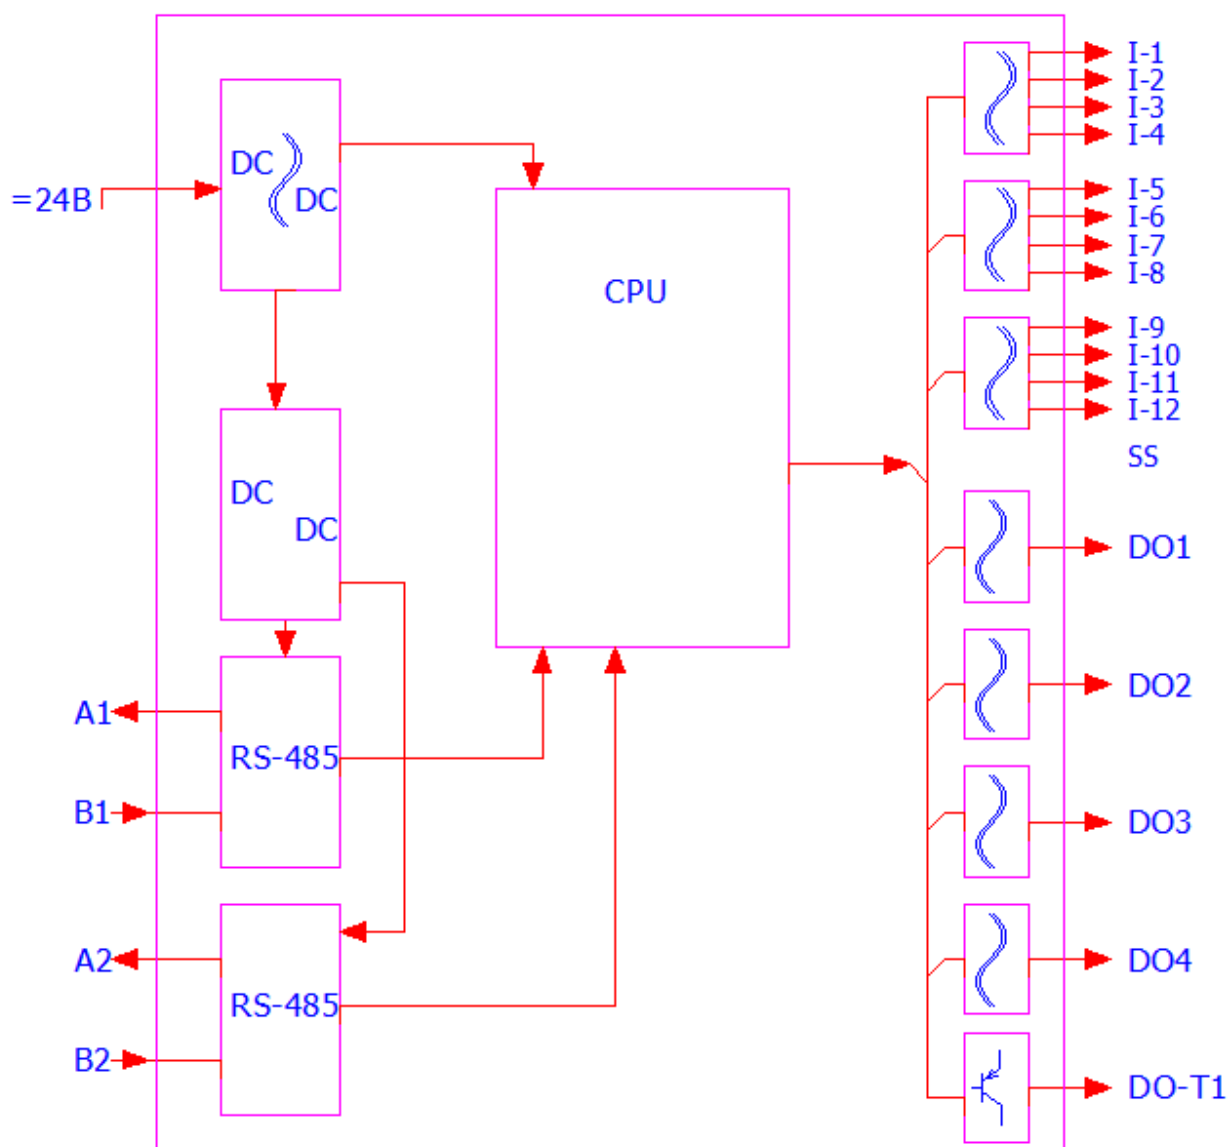 =24В
DC
DC
DC
DC
RS-485
A1
B1
RS-485
A2
B2
CPU
I-1
I-2
I-3
I-4
I-5
I-6
I-7
I-8
I-9
I-10
I-11
I-12
SS
DO1
DO2
DO3
DO4
DO-T1